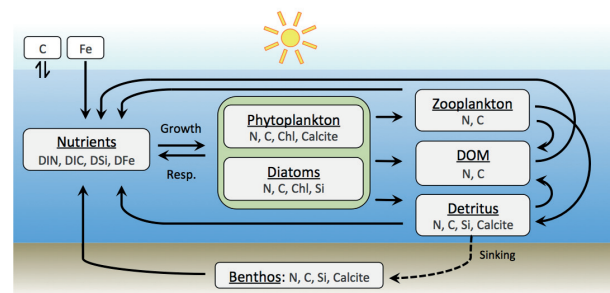 C
Fe
Nutrients
DIN, DIC, DSi, DFe
Growth
Resp.
Phytoplankton
N, C, Chl, Calcite
Diatoms
N, C, Chl, Si
Zooplankton
N, C
DOM
N, C
Detritus
N, C, Si, Calcite
Sinking
Benthos: N, C, Si, Calcite